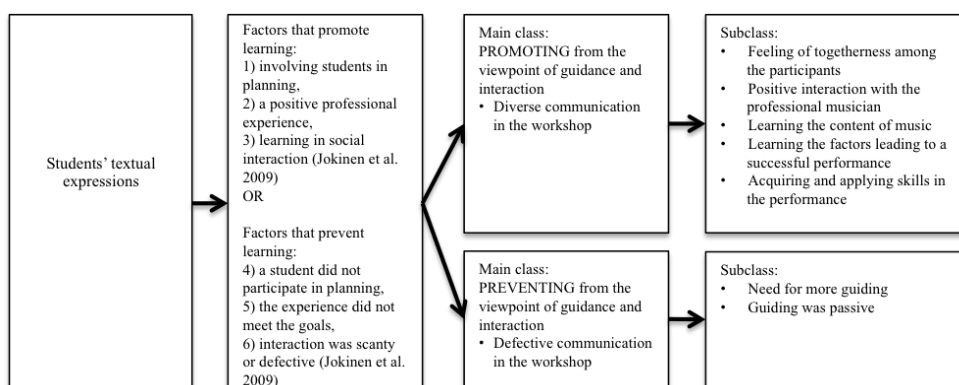 Students’ textual
expressions
Factors that promote
learning:
1) involving students in
planning,
2) a positive professional
experience,
3) learning in social
interaction (Jokinen et al.
2009)
OR
Factors that prevent
learning:
4) a student did not
participate in planning,
5) the experience did not
meet the goals,
6) interaction was scanty
or defective (Jokinen et al.
2009)
Main class:
PROMOTING from the
viewpoint of guidance and
interaction
• Diverse communication
in the workshop
Subclass:
• Feeling of togetherness among
the participants
• Positive interaction with the
professional musician
• Learning the content of music
• Learning the factors leading to a
successful performance
• Acquiring and applying skills in
the performance
Main class:
PREVENTING from the
viewpoint of guidance and
interaction
• Defective communication
in the workshop
Subclass:
• Need for more guiding
• Guiding was passive